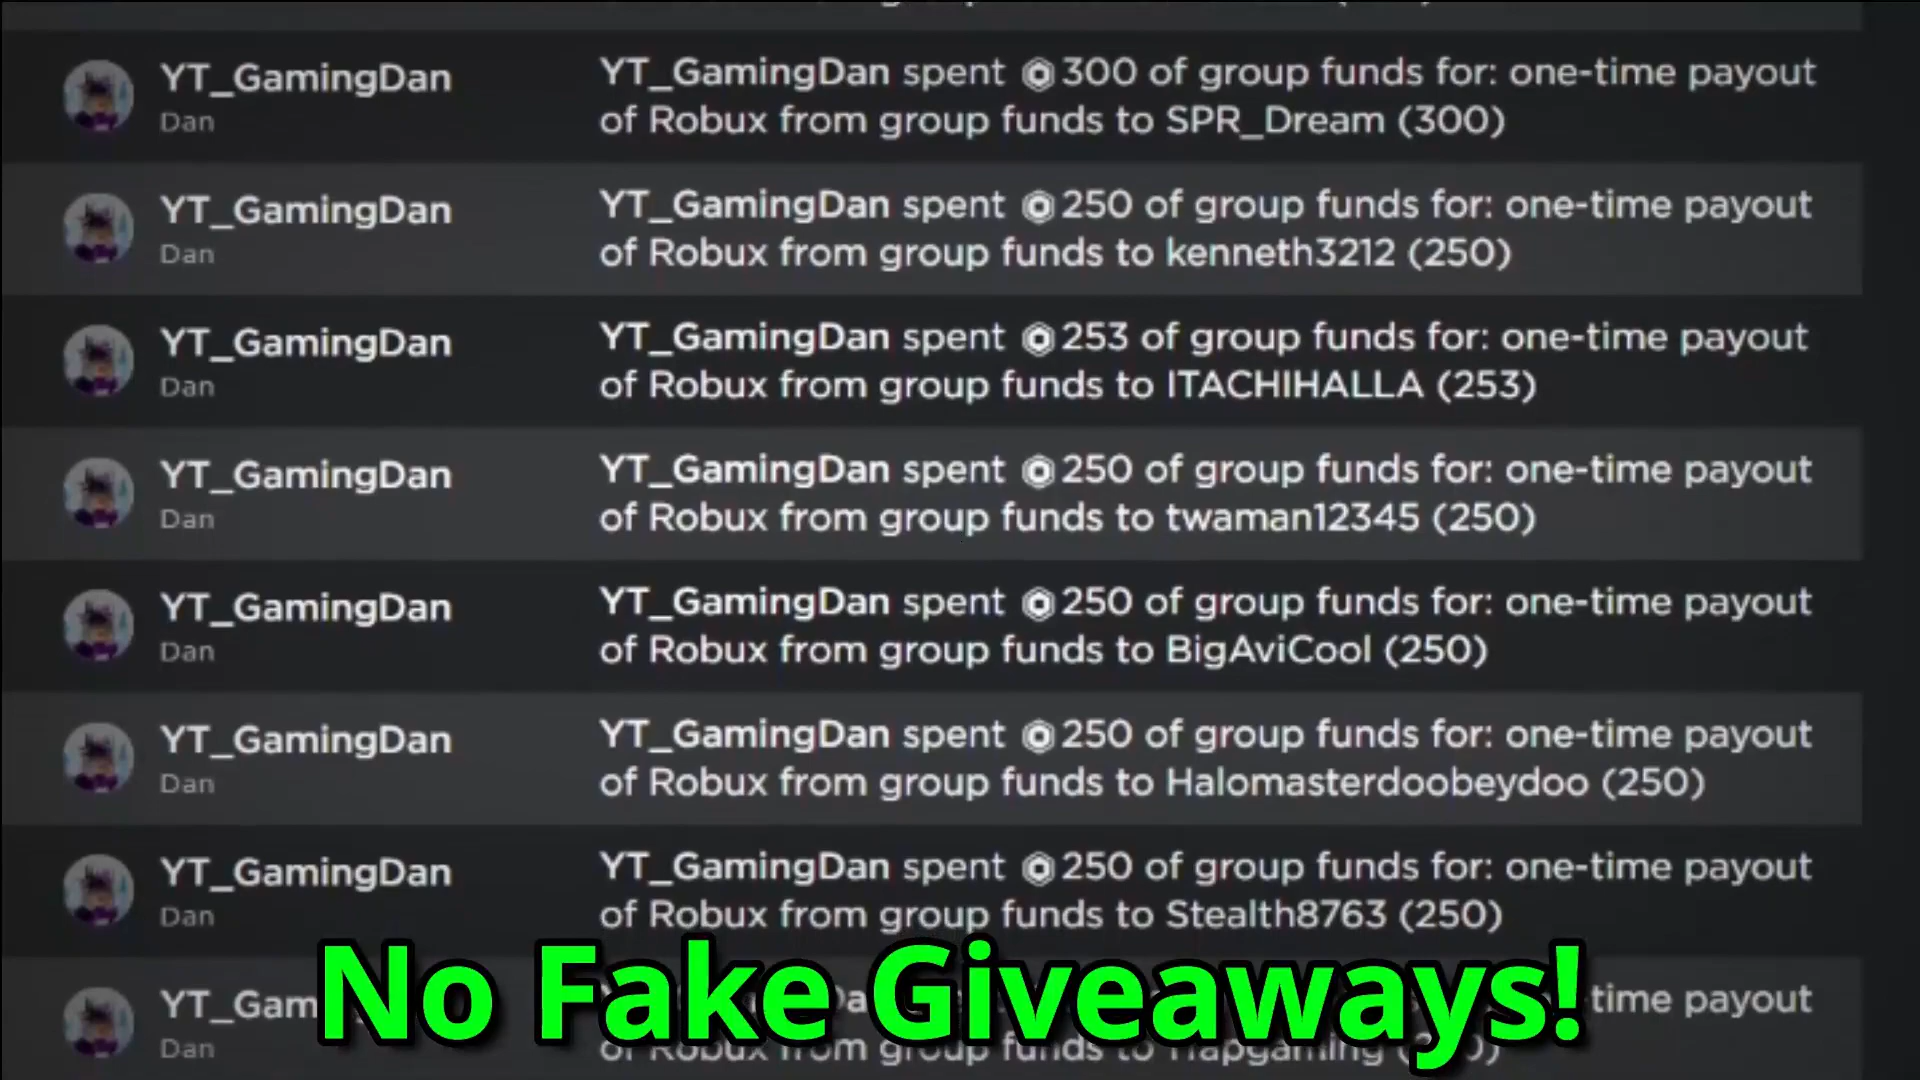 YT_GamingDan
Dan
YT_GamingDan spent 300 of group funds for: one-time payout
of Robux from group funds to SPR_Dream (300)
YT_GamingDan
Dan
YT_GamingDan spent 250 of group funds for: one-time payout
of Robux from group funds to kenneth3212 (250)
YT_GamingDan
Dan
YT_GamingDan spent 253 of group funds for: one-time payout
of Robux from group funds to ITACHIHALLA (253)
YT_GamingDan
Dan
YT_GamingDan spent 250 of group funds for: one-time payout
of Robux from group funds to twaman12345 (250)
YT_GamingDan
Dan
YT_GamingDan spent 250 of group funds for: one-time payout
of Robux from group funds to BigAviCool (250)
YT_GamingDan
Dan
YT_GamingDan spent 250 of group funds for: one-time payout
of Robux from group funds to Halomasterdoobeydoo (250)
YT_GamingDan
Dan
YT_GamingDan spent 250 of group funds for: one-time payout
of Robux from group funds to Stealth8763 (250)
No Fake Giveaways!
Dan
payout
of Robux from group funds to